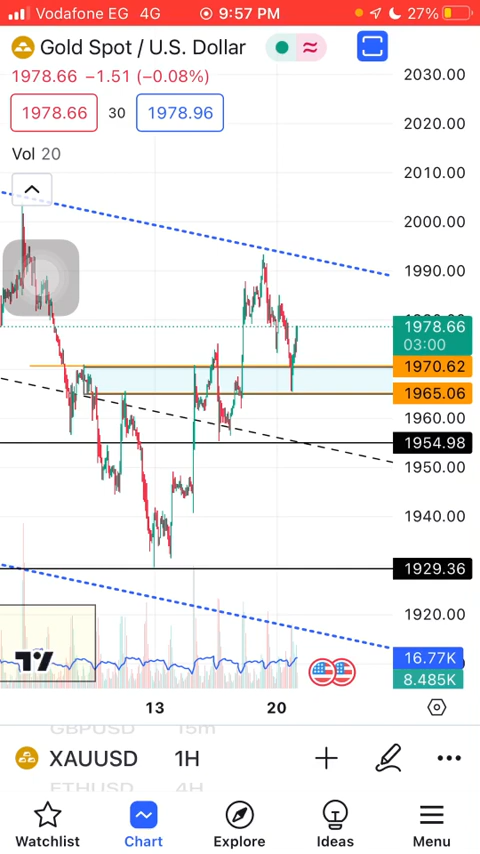 Vodafone EG 4G 9:57 PM 27%
Gold Spot / U.S. Dollar
1978.66 −1.51 (−0.08%)
1978.66 30 1978.96
Vol 20
2030.00
2020.00
2010.00
2000.00
1990.00
1978.66
03:00
1970.62
1965.06
1960.00
1954.98
1950.00
1940.00
1929.36
1920.00
16.77K
8.485K
13 20
GBPUSD 15m
XAUUSD 1H
ETHUSD 4H
Watchlist Chart Explore Ideas Menu